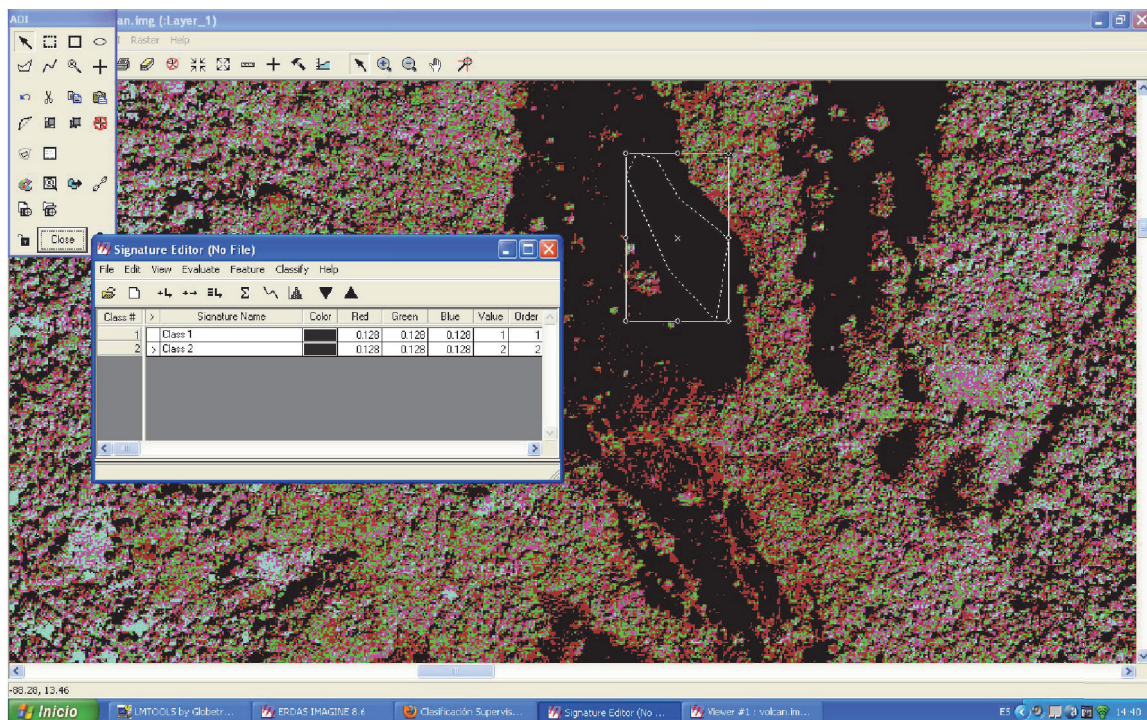 AOI
an.img (:Layer_1)
Raster Help
Close
Signature Editor (No File)
File Edit View Evaluate Feature Classify Help
Class # > Signature Name Color Red Green Blue Value Order
1 Class 1 0.128 0.128 0.128 1 1
2 > Class 2 0.128 0.128 0.128 2 2
-88.28, 13.46
Inicio
LMTOOLS by Globetr...
ERDAS IMAGINE 8.6
Clasificación Supervis...
Signature Editor (No ...
Viewer #1 : volcan.im...
ES
14:40